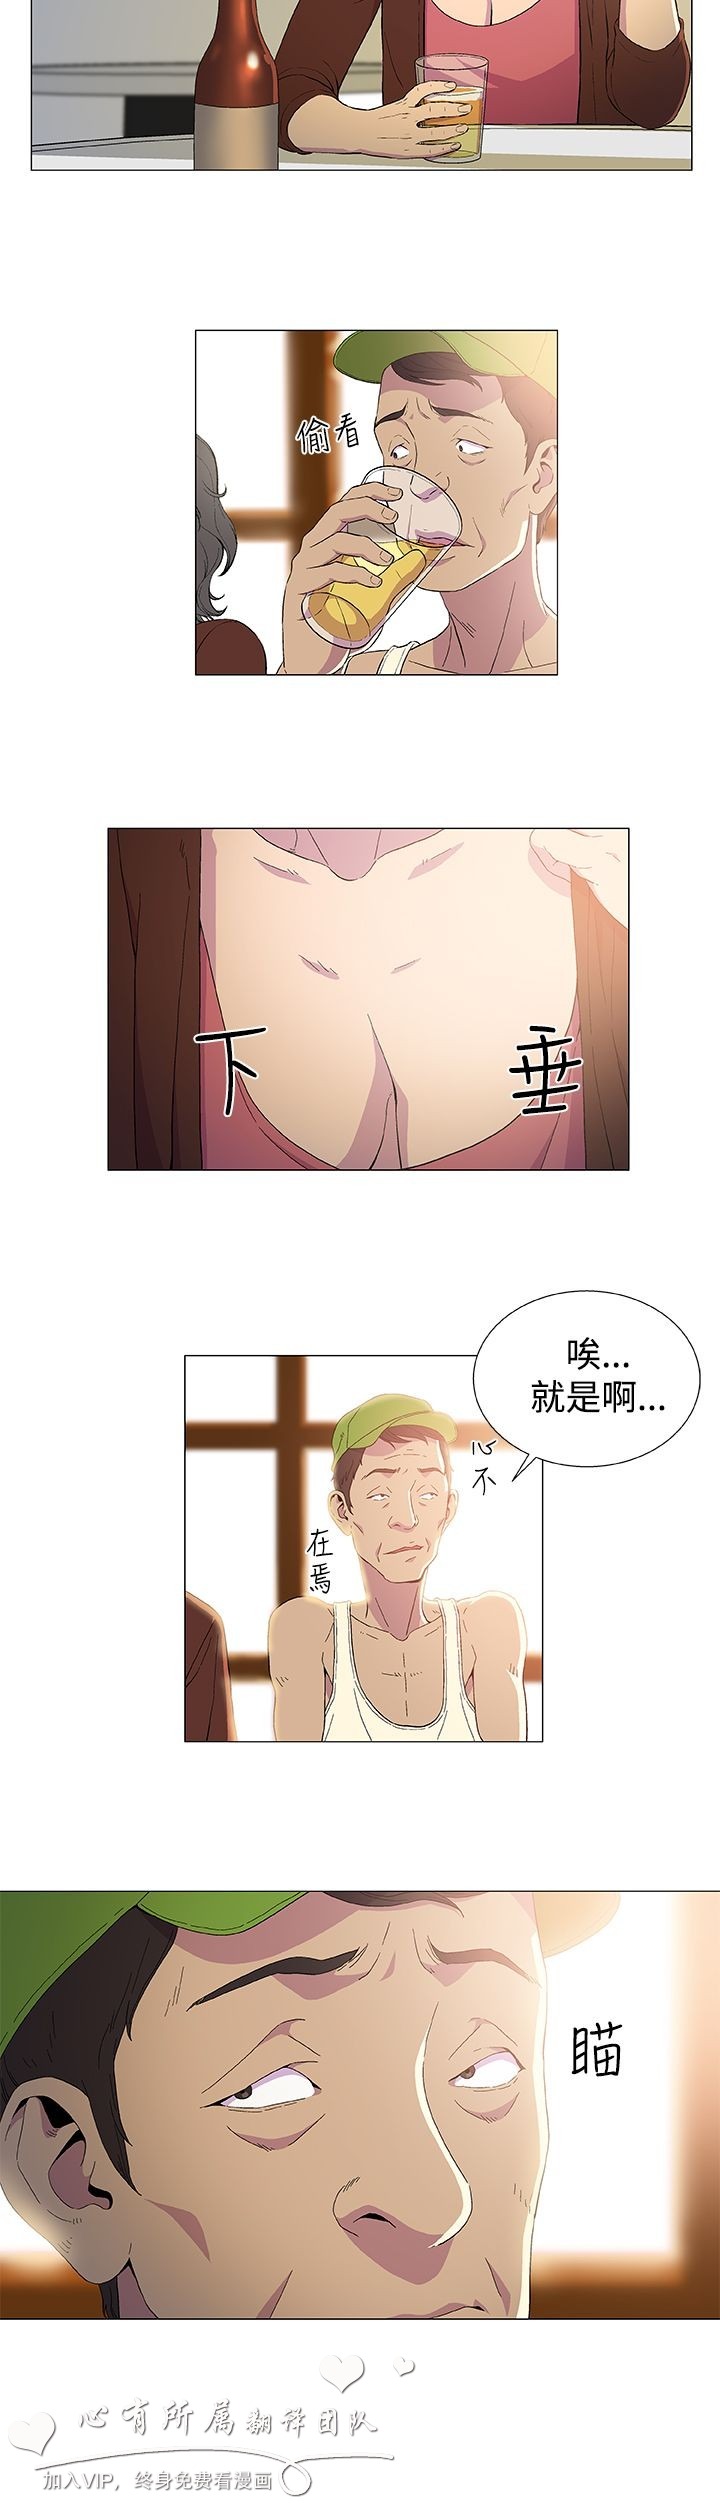 偷看
下垂
唉…
就是啊…
心不
在焉
瞄
心有所属翻译团队
加入VIP，终身免费看漫画